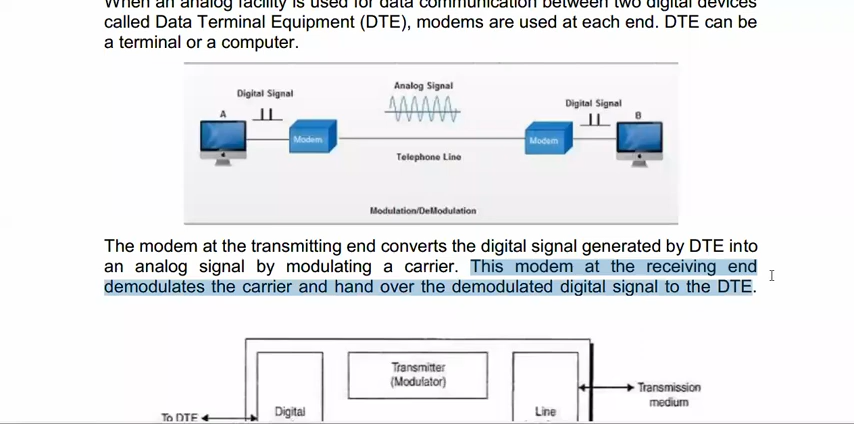 When an analog facility is used for data communication between two digital devices
called Data Terminal Equipment (DTE), modems are used at each end. DTE can be
a terminal or a computer.
Digital Signal
Analog Signal
Digital Signal
A
B
Modem
Modem
Telephone Line
Modulation/DeModulation
The modem at the transmitting end converts the digital signal generated by DTE into
an analog signal by modulating a carrier. This modem at the receiving end
demodulates the carrier and hand over the demodulated digital signal to the DTE.
Transmitter
(Modulator)
Transmission
medium
To DTE
Digital
Line